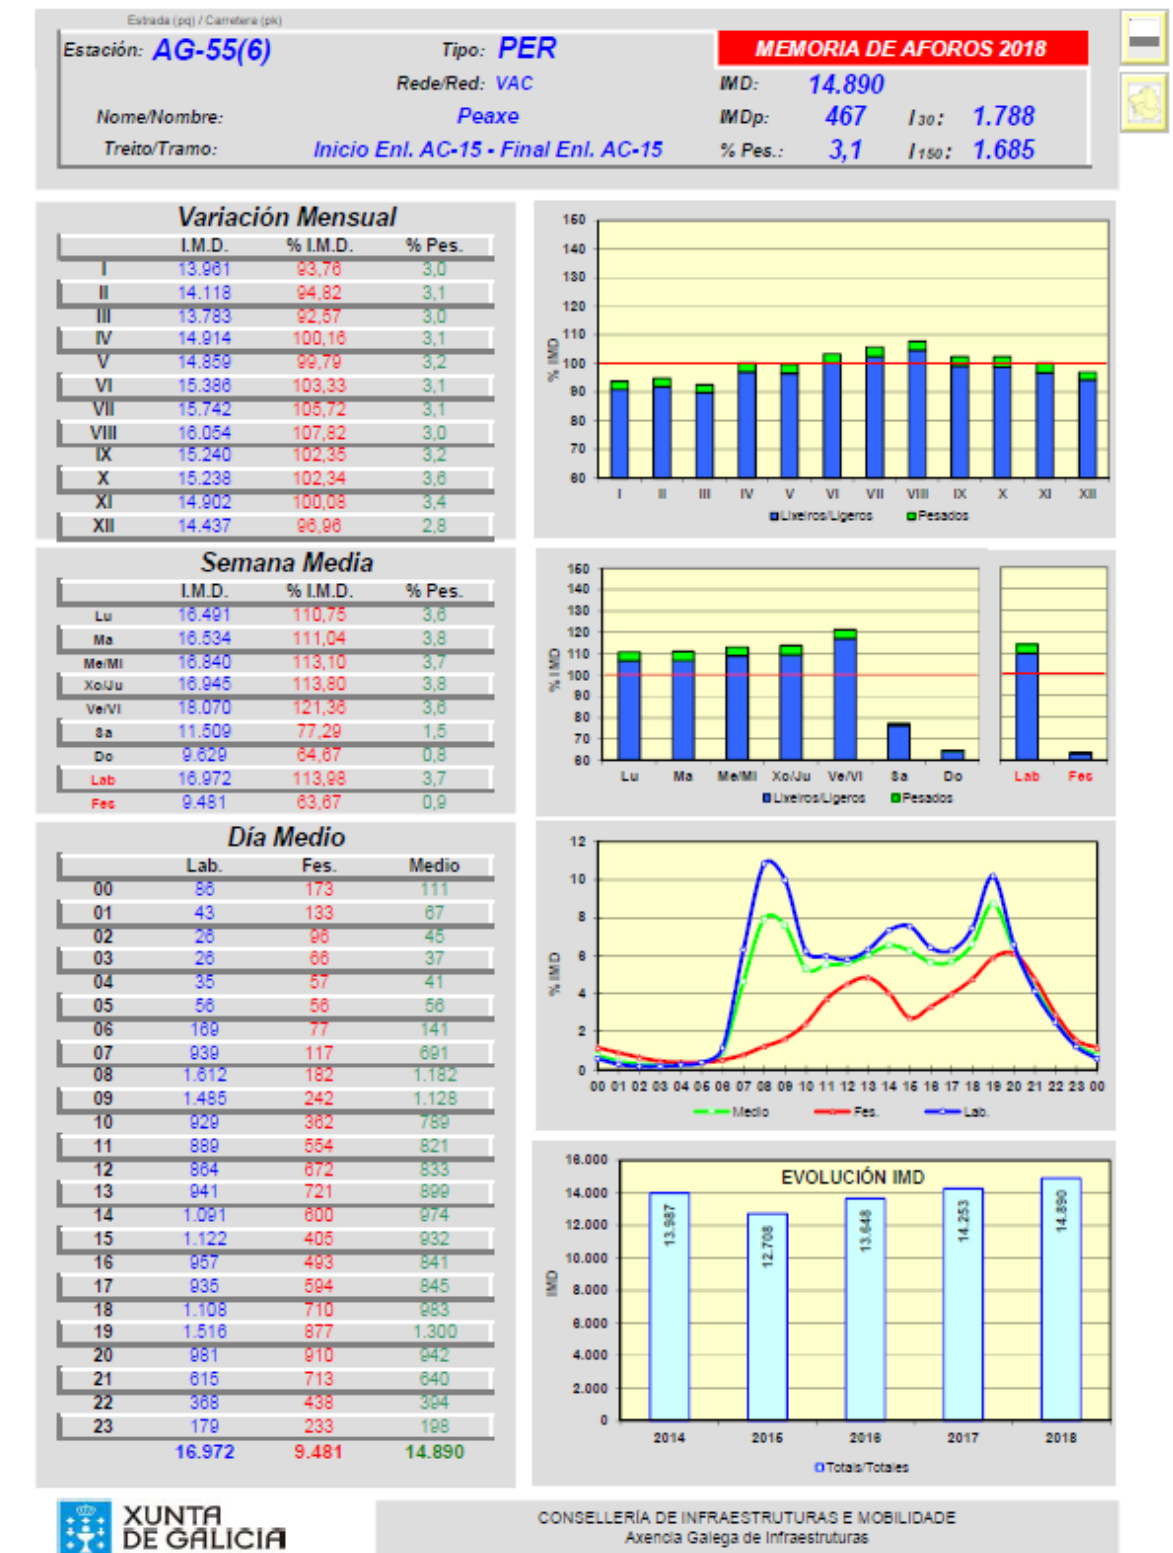 Estrada (pq) / Carretera (pk)
Estación: AG-55(6) Tipo: PER MEMORIA DE AFOROS 2018
Rede/Red: VAC IMD: 14.890
Nome/Nombre: Peaxe IMDp: 467 I 30: 1.788
Treito/Tramo: Inicio Enl. AC-15 - Final Enl. AC-15 % Pes.: 3,1 I 150: 1.685
Variación Mensual
I.M.D. % I.M.D. % Pes.
I 13.961 93,76 3,0
II 14.118 94,82 3,1
III 13.783 92,57 3,0
IV 14.914 100,16 3,1
V 14.859 99,79 3,2
VI 15.386 103,33 3,1
VII 15.742 105,72 3,1
VIII 16.054 107,82 3,0
IX 15.240 102,35 3,2
X 15.238 102,34 3,6
XI 14.902 100,08 3,4
XII 14.437 96,96 2,8
150
140
130
120
110
100
90
80
70
60
% IMD
I II III IV V VI VII VIII IX X XI XII
Lixeiros/Ligeros Pesados
Semana Media
I.M.D. % I.M.D. % Pes.
Lu 16.491 110,75 3,6
Ma 16.534 111,04 3,8
Me/Mi 16.840 113,10 3,7
Xo/Ju 16.945 113,80 3,8
Ve/Vi 18.070 121,36 3,6
Sa 11.509 77,29 1,5
Do 9.629 64,67 0,8
Lab 16.972 113,98 3,7
Fes 9.481 63,67 0,9
150
140
130
120
110
100
90
80
70
60
% IMD
Lu Ma Me/Mi Xo/Ju Ve/Vi Sa Do Lab Fes
Lixeiros/Ligeros Pesados
Día Medio
Lab. Fes. Medio
00 86 173 111
01 43 133 67
02 26 96 45
03 26 66 37
04 35 57 41
05 56 56 56
06 169 77 141
07 939 117 691
08 1.612 182 1.182
09 1.485 242 1.128
10 929 362 789
11 889 554 821
12 864 672 833
13 941 721 899
14 1.091 600 974
15 1.122 405 932
16 957 493 841
17 935 594 845
18 1.108 710 983
19 1.516 877 1.300
20 981 910 942
21 615 713 640
22 368 438 394
23 179 233 198
16.972 9.481 14.890
12
10
8
6
4
2
0
% IMD
00 01 02 03 04 05 06 07 08 09 10 11 12 13 14 15 16 17 18 19 20 21 22 23 00
Medio Fes. Lab.
EVOLUCIÓN IMD
16.000
14.000
12.000
10.000
8.000
6.000
4.000
2.000
0
IMD
13.987 12.708 13.648 14.253 14.890
2014 2015 2016 2017 2018
Totais/Totales
XUNTA
DE GALICIA
CONSELLERÍA DE INFRAESTRUTURAS E MOBILIDADE
Axencia Galega de Infraestruturas